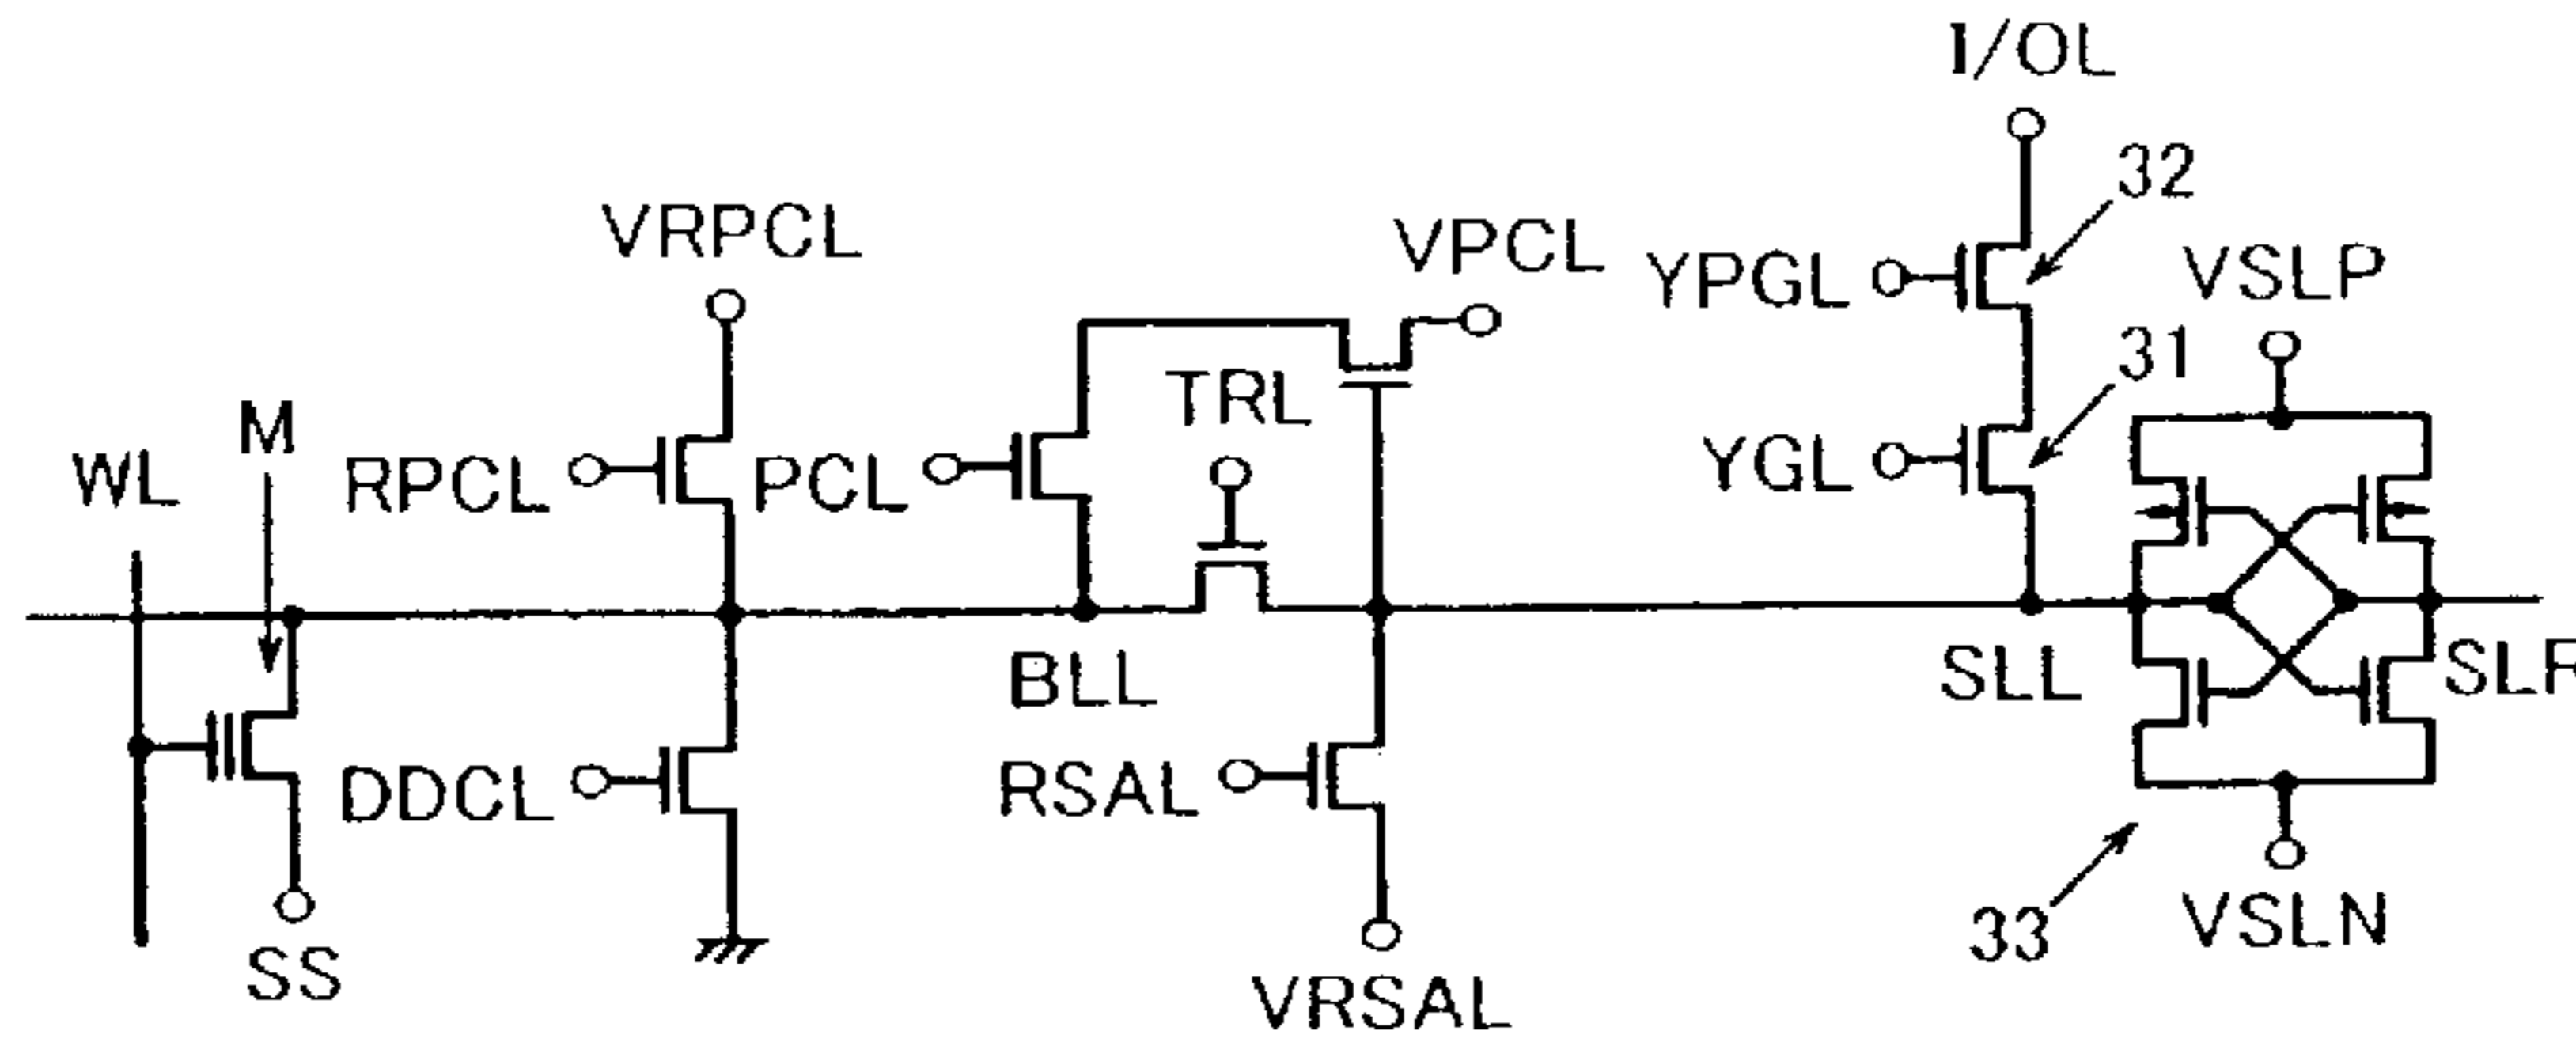 I/OL
32
VRPCL
VPCL
YPGL
VSLP
31
TRL
M
WL
RPCL
PCL
YGL
BLL
SLL
SLR
DDCL
RSAL
VSLN
33
SS
VRSAL